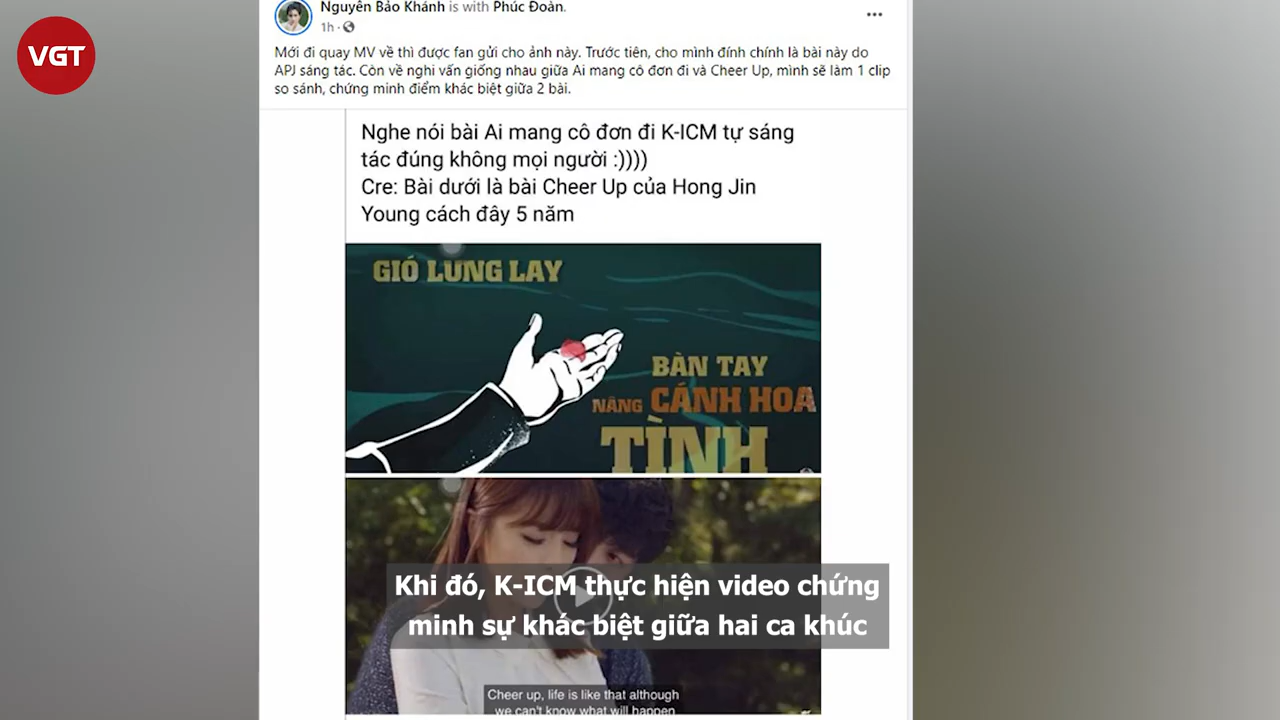 VGT
Nguyễn Bảo Khánh is with Phúc Đoàn.
1h ·
Mới đi quay MV về thì được fan gửi cho ảnh này. Trước tiên, cho mình đính chính là bài này do
APJ sáng tác. Còn về nghi vấn giống nhau giữa Ai mang cô đơn đi và Cheer Up, mình sẽ làm 1 clip
so sánh, chứng minh điểm khác biệt giữa 2 bài.
Nghe nói bài Ai mang cô đơn đi K-ICM tự sáng
tác đúng không mọi người :))))
Cre: Bài dưới là bài Cheer Up của Hong Jin
Young cách đây 5 năm
GIÓ LUNG LAY
BÀN TAY
NÂNG CÁNH HOA
TÌNH
Khi đó, K-ICM thực hiện video chứng
minh sự khác biệt giữa hai ca khúc
Cheer up, life is like that although
we can't know what will happen